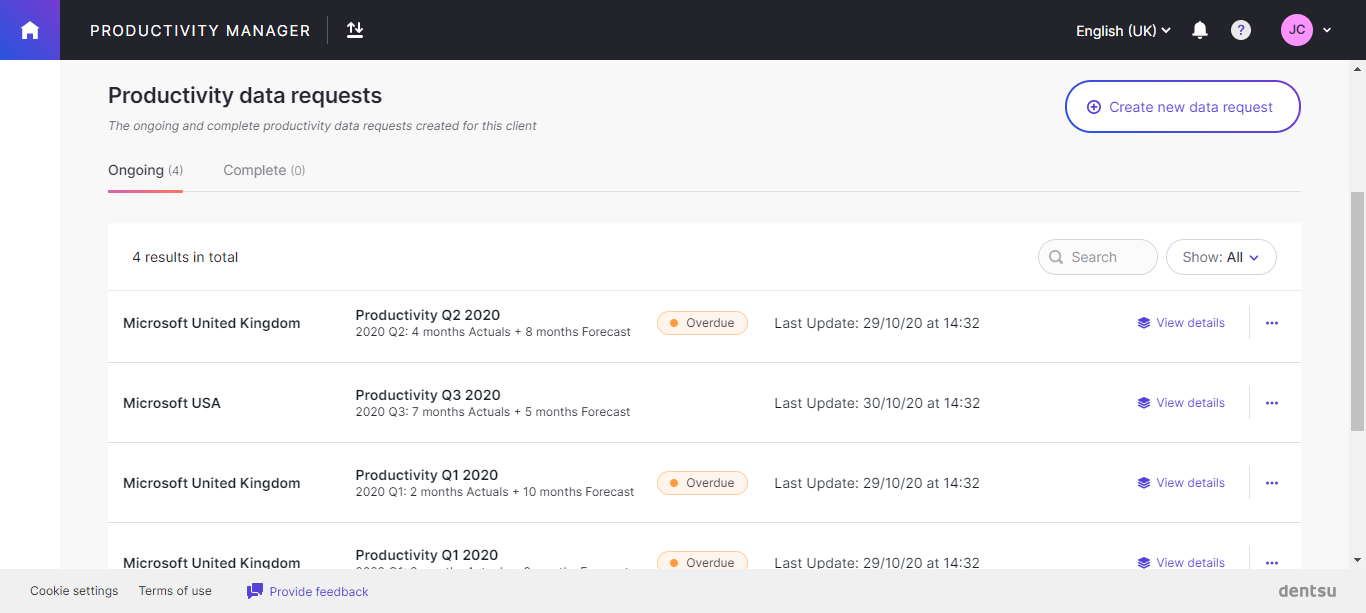 PRODUCTIVITY MANAGER
English (UK)
?
JC
Productivity data requests
Create new data request
The ongoing and complete productivity data requests created for this client
Ongoing (4)
Complete (0)
4 results in total
Search
Show: All
Microsoft United Kingdom
Productivity Q2 2020
2020 Q2: 4 months Actuals + 8 months Forecast
Overdue
Last Update: 29/10/20 at 14:32
View details
Microsoft USA
Productivity Q3 2020
2020 Q3: 7 months Actuals + 5 months Forecast
Last Update: 30/10/20 at 14:32
View details
Microsoft United Kingdom
Productivity Q1 2020
2020 Q1: 2 months Actuals + 10 months Forecast
Overdue
Last Update: 29/10/20 at 14:32
View details
Microsoft United Kingdom
Productivity Q1 2020
Overdue
Last Update: 29/10/20 at 14:32
View details
Cookie settings
Terms of use
Provide feedback
dentsu